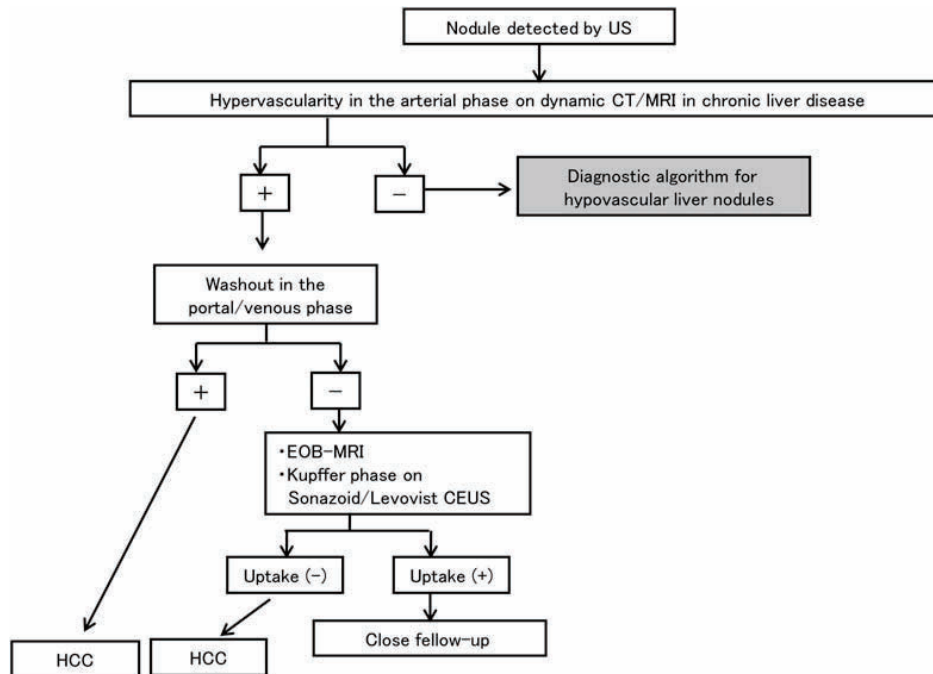 Nodule detected by US
Hypervascularity in the arterial phase on dynamic CT/MRI in chronic liver disease
+
−
Diagnostic algorithm for
hypovascular liver nodules
Washout in the
portal/venous phase
+
−
・EOB-MRI
・Kupffer phase on
Sonazoid/Levovist CEUS
Uptake (-)
Uptake (+)
Close fellow-up
HCC
HCC